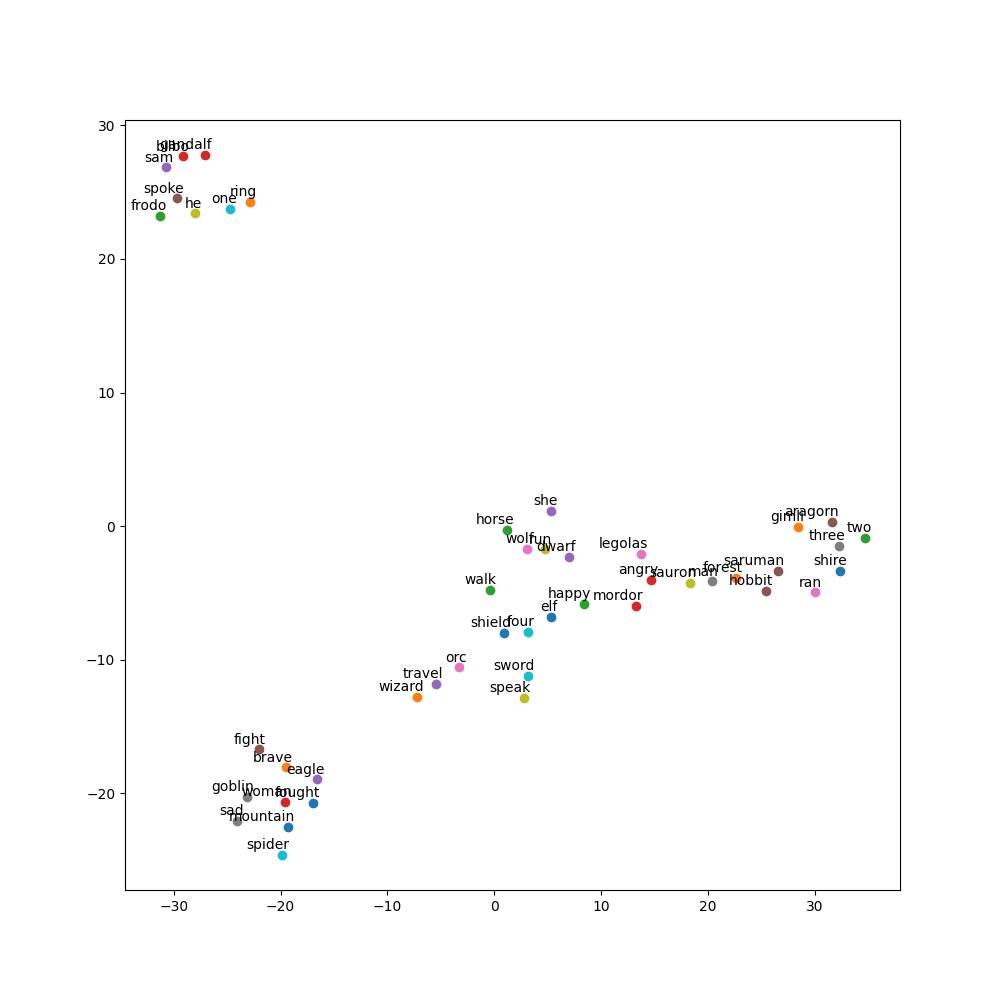 30
20
10
0
−10
−20
−30
−20
−10
0
10
20
30
bilbo
gandalf
sam
spoke
frodo
he
one
ring
she
horse
wolf
run
dwarf
walk
happy
elf
shield
four
legolas
angry
mordor
sauron
man
forest
saruman
hobbit
gimli
aragorn
two
three
shire
ran
orc
travel
wizard
sword
speak
fight
brave
eagle
goblin
woman
fought
sad
mountain
spider